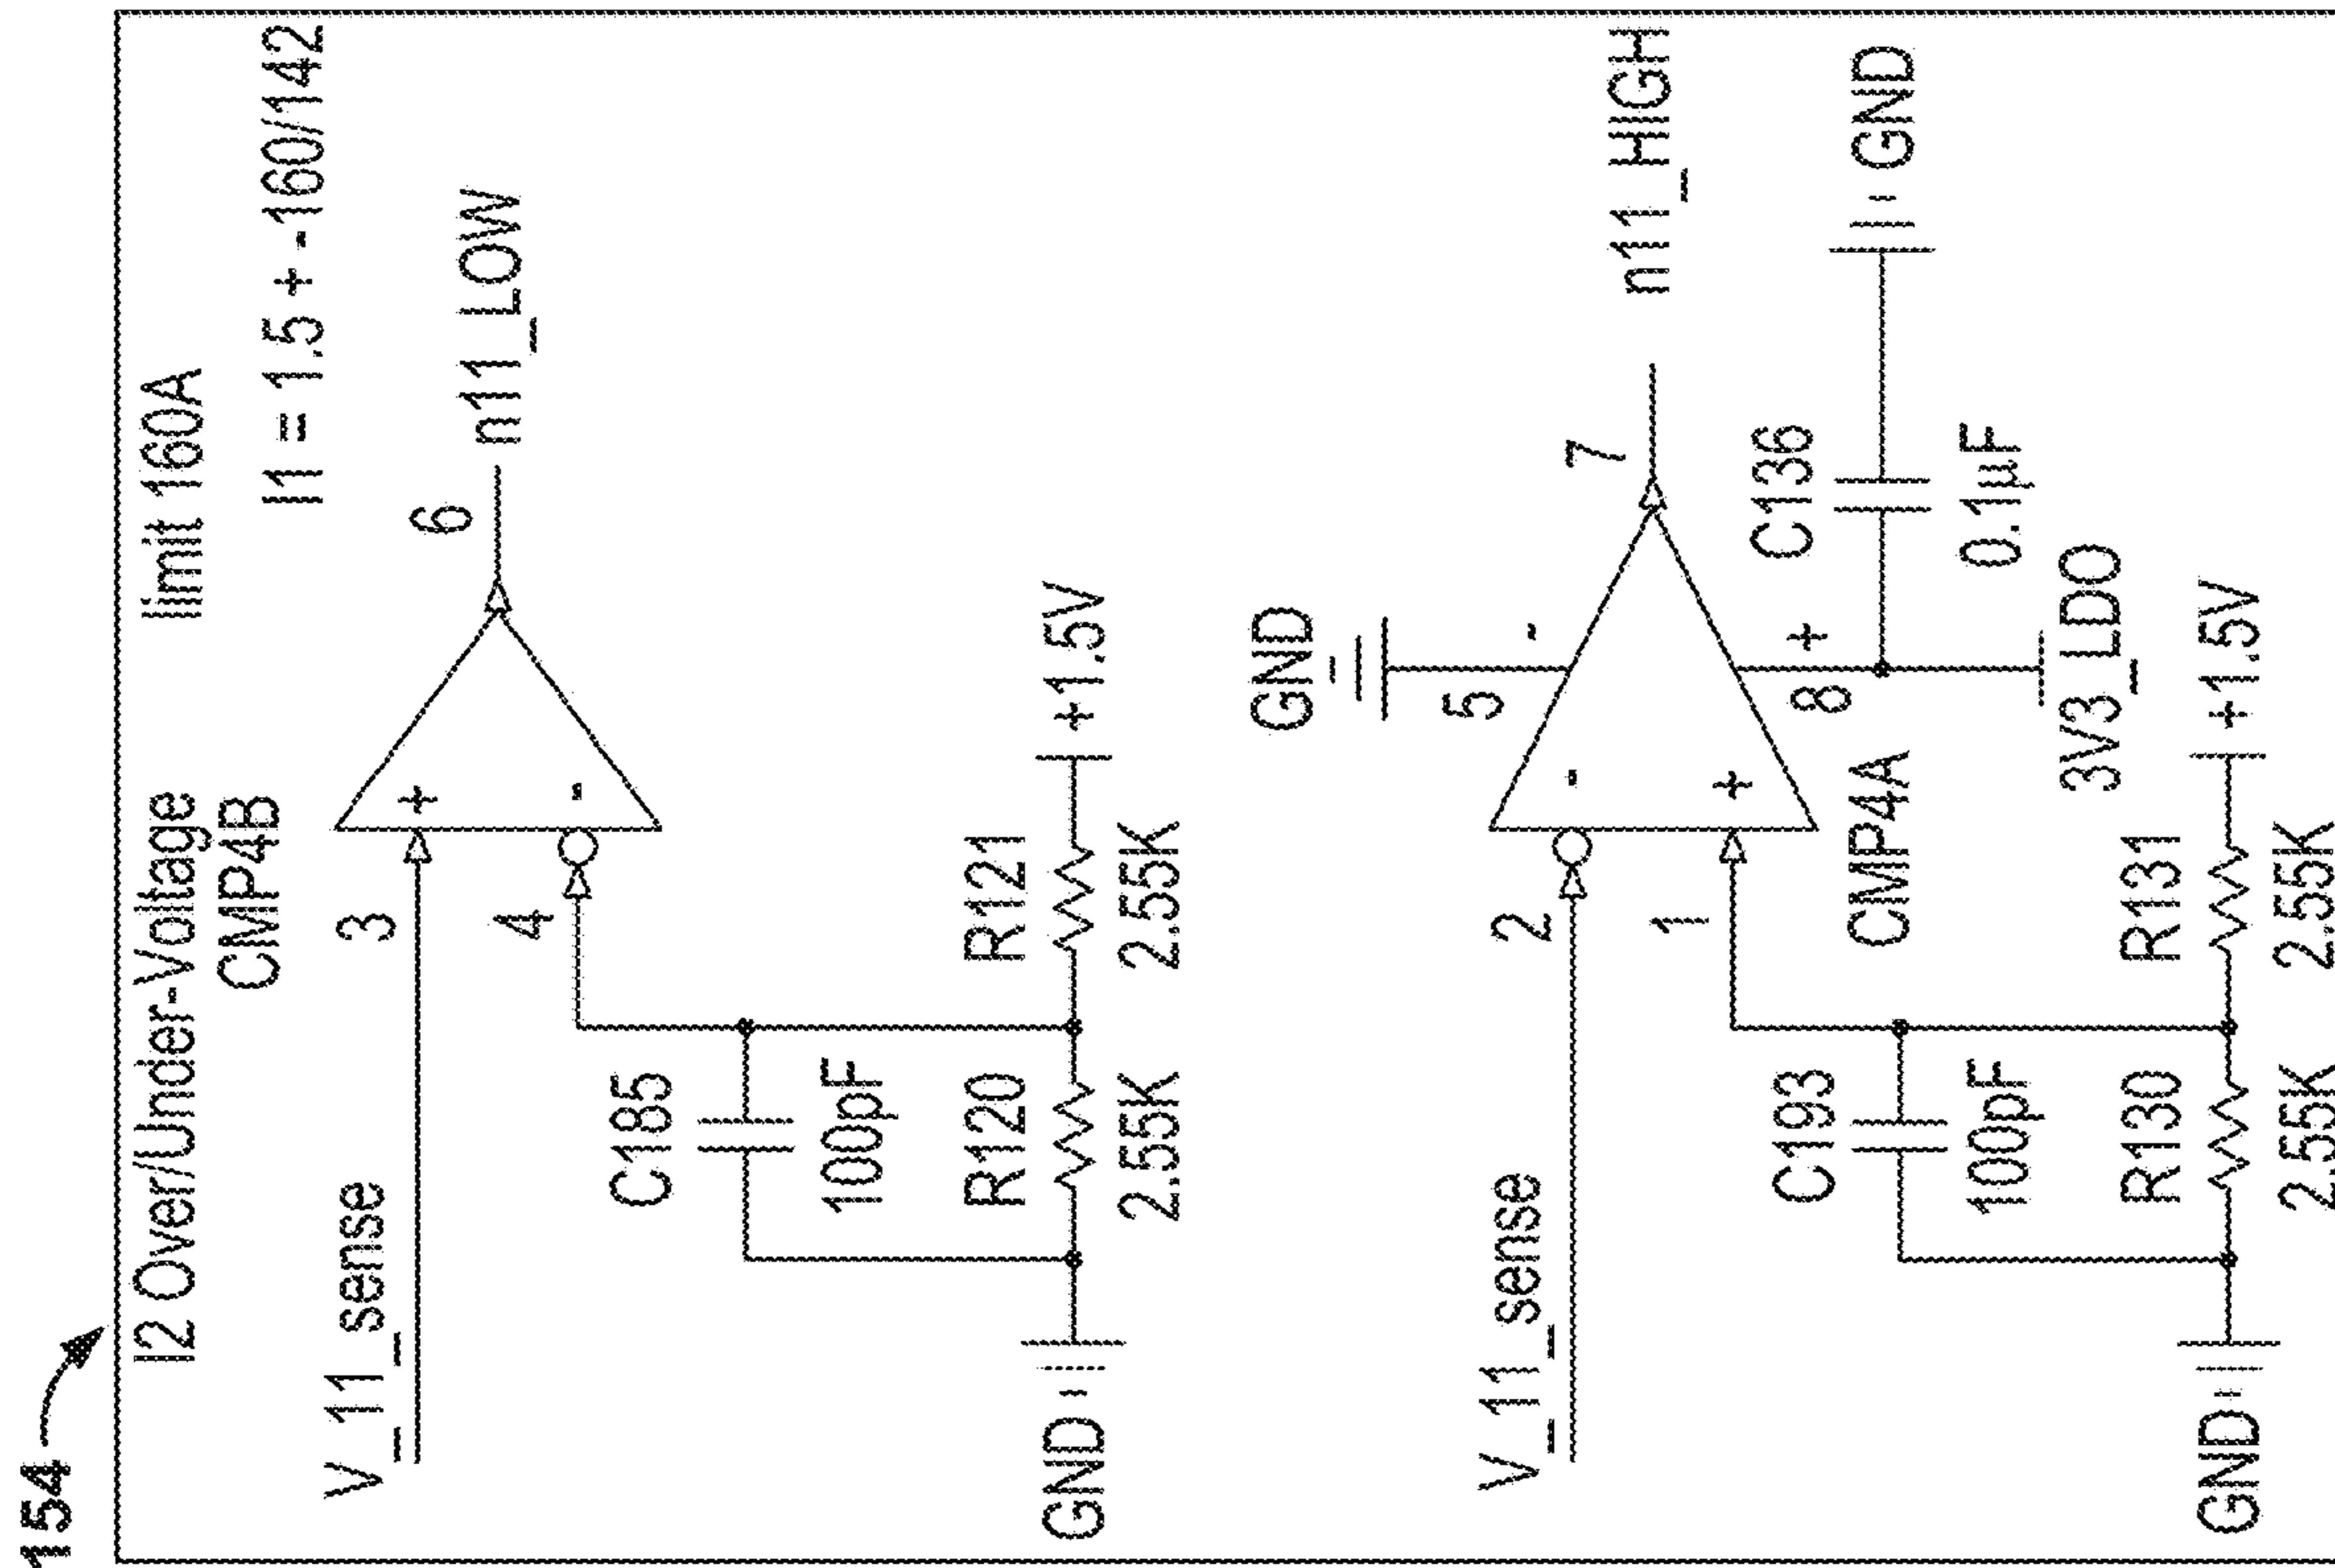 154
I2 Over/Under-Voltage limit 160A
CMP4B
I1 = 1.5 + -160/142
V_11_sense
3
+
6
n11_LOW
4
-
C185
100pF
R120
2.55K
R121
2.55K
GND
+1.5V
GND
5
-
V_11_sense
2
-
7
n11_HIGH
1
+
8
+
CMP4A
C136
0.1µF
GND
3V3_LDO
C193
100pF
R130
2.55K
R131
2.55K
GND
+1.5V